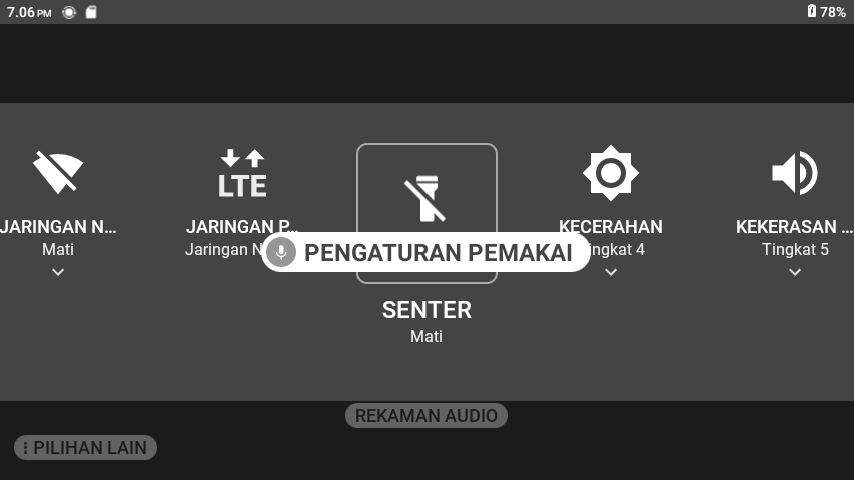 7.06 PM
78%
LTE
JARINGAN N...
JARINGAN P...
KECERAHAN
KEKERASAN ...
Mati
Jaringan N
ingkat 4
Tingkat 5
PENGATURAN PEMAKAI
SENTER
Mati
REKAMAN AUDIO
PILIHAN LAIN